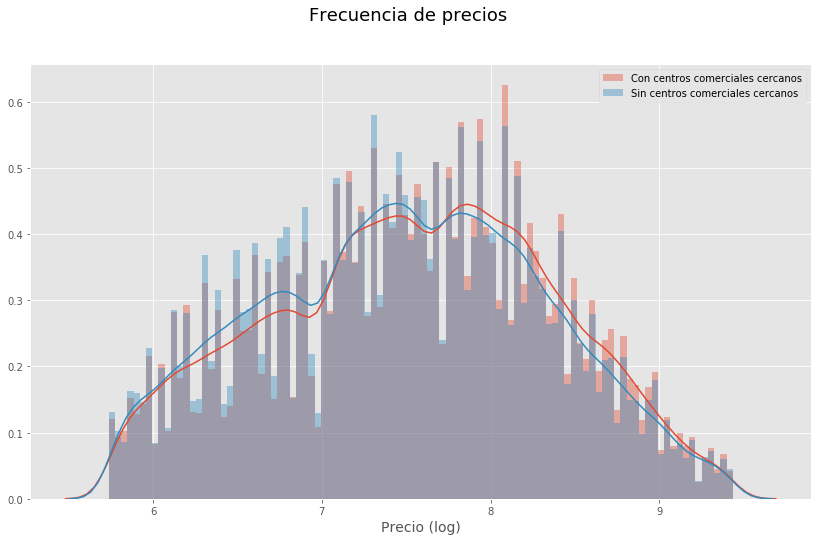 Frecuencia de precios
Con centros comerciales cercanos
Sin centros comerciales cercanos
0.6
0.5
0.4
0.3
0.2
0.1
0.0
6
7
8
9
Precio (log)